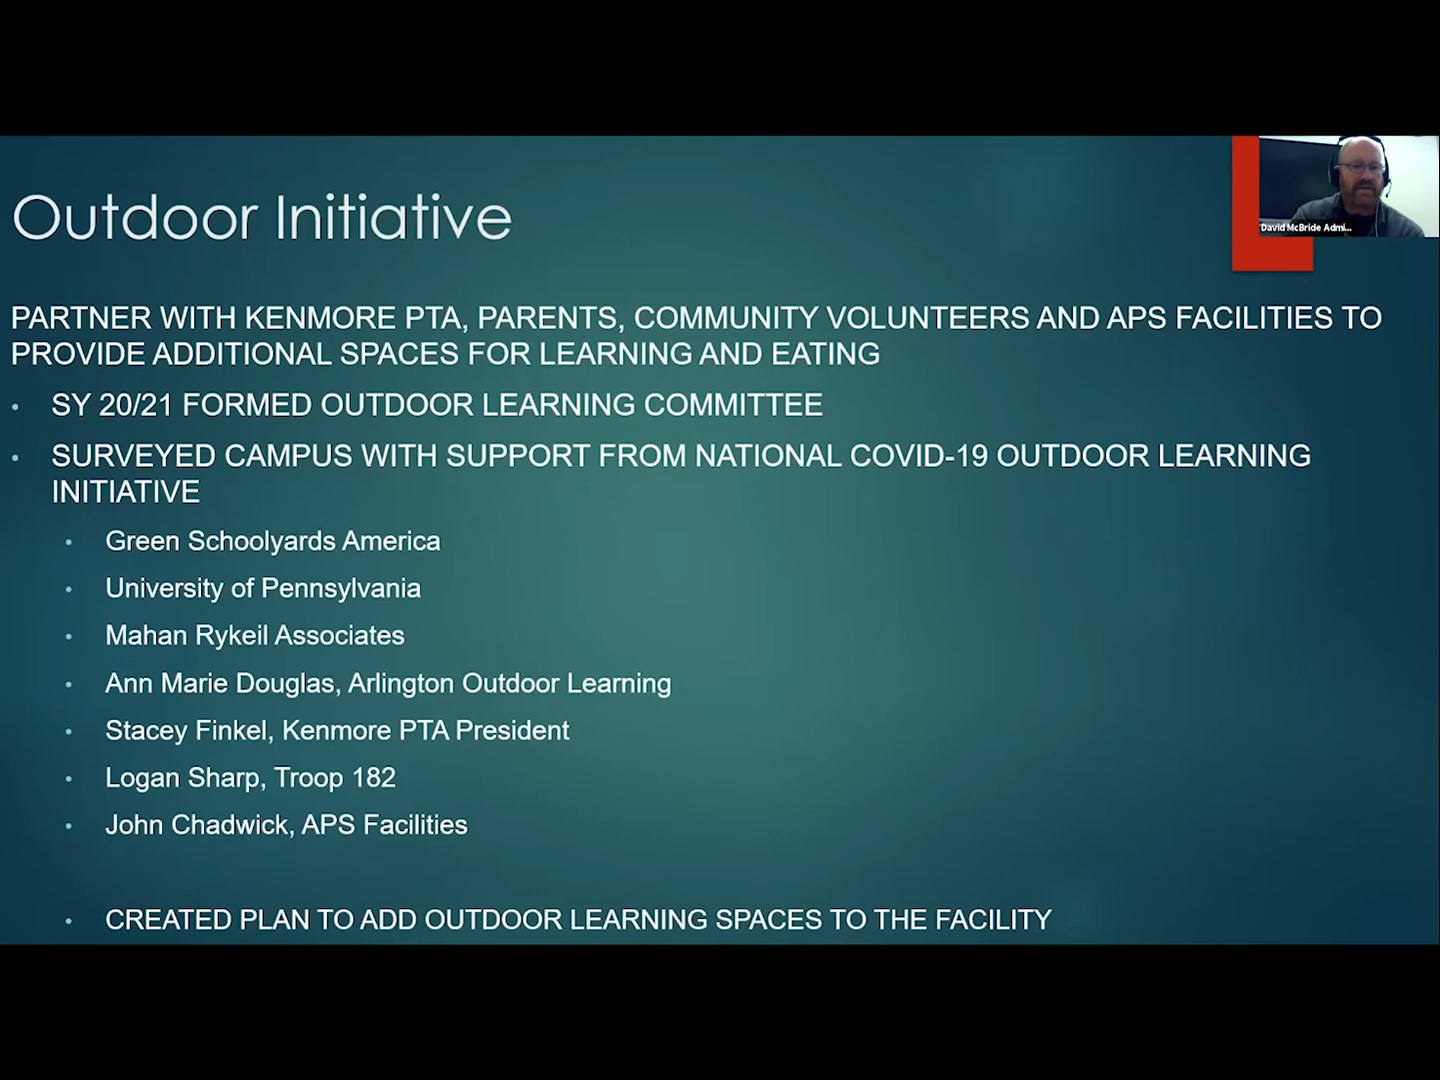 Outdoor Initiative
David McBride Admi...
PARTNER WITH KENMORE PTA, PARENTS, COMMUNITY VOLUNTEERS AND APS FACILITIES TO
PROVIDE ADDITIONAL SPACES FOR LEARNING AND EATING
• SY 20/21 FORMED OUTDOOR LEARNING COMMITTEE
• SURVEYED CAMPUS WITH SUPPORT FROM NATIONAL COVID-19 OUTDOOR LEARNING
INITIATIVE
• Green Schoolyards America
• University of Pennsylvania
• Mahan Rykeil Associates
• Ann Marie Douglas, Arlington Outdoor Learning
• Stacey Finkel, Kenmore PTA President
• Logan Sharp, Troop 182
• John Chadwick, APS Facilities
• CREATED PLAN TO ADD OUTDOOR LEARNING SPACES TO THE FACILITY